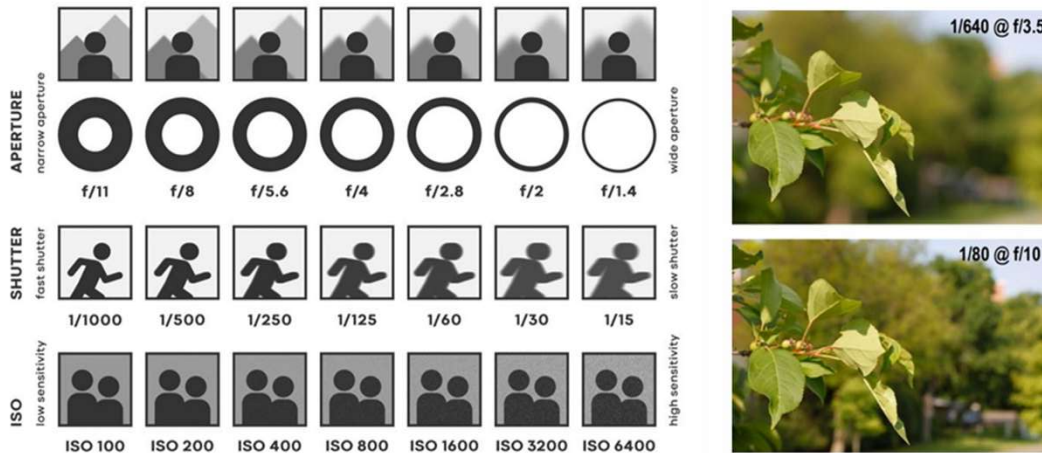 APERTURE
narrow aperture
wide aperture
f/11 f/8 f/5.6 f/4 f/2.8 f/2 f/1.4
SHUTTER
fast shutter
slow shutter
1/1000 1/500 1/250 1/125 1/60 1/30 1/15
ISO
low sensitivity
high sensitivity
ISO 100 ISO 200 ISO 400 ISO 800 ISO 1600 ISO 3200 ISO 6400
1/640 @ f/3.5
1/80 @ f/10